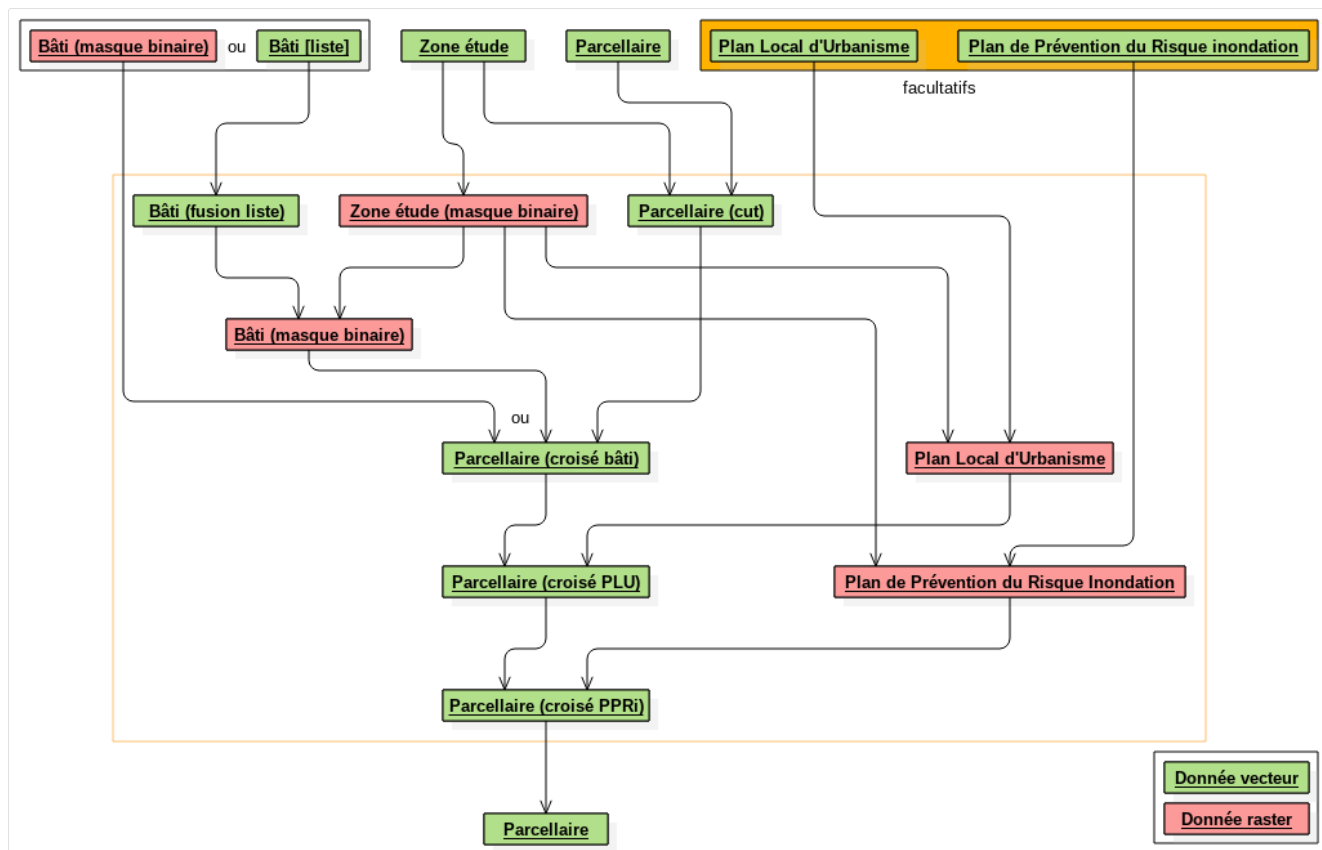 Bâti (masque binaire)
ou
Bâti [liste]
Zone étude
Parcellaire
Plan Local d'Urbanisme
Plan de Prévention du Risque inondation
facultatifs
Bâti (fusion liste)
Zone étude (masque binaire)
Parcellaire (cut)
Bâti (masque binaire)
ou
Parcellaire (croisé bâti)
Plan Local d'Urbanisme
Parcellaire (croisé PLU)
Plan de Prévention du Risque Inondation
Parcellaire (croisé PPRi)
Parcellaire
Donnée vecteur
Donnée raster